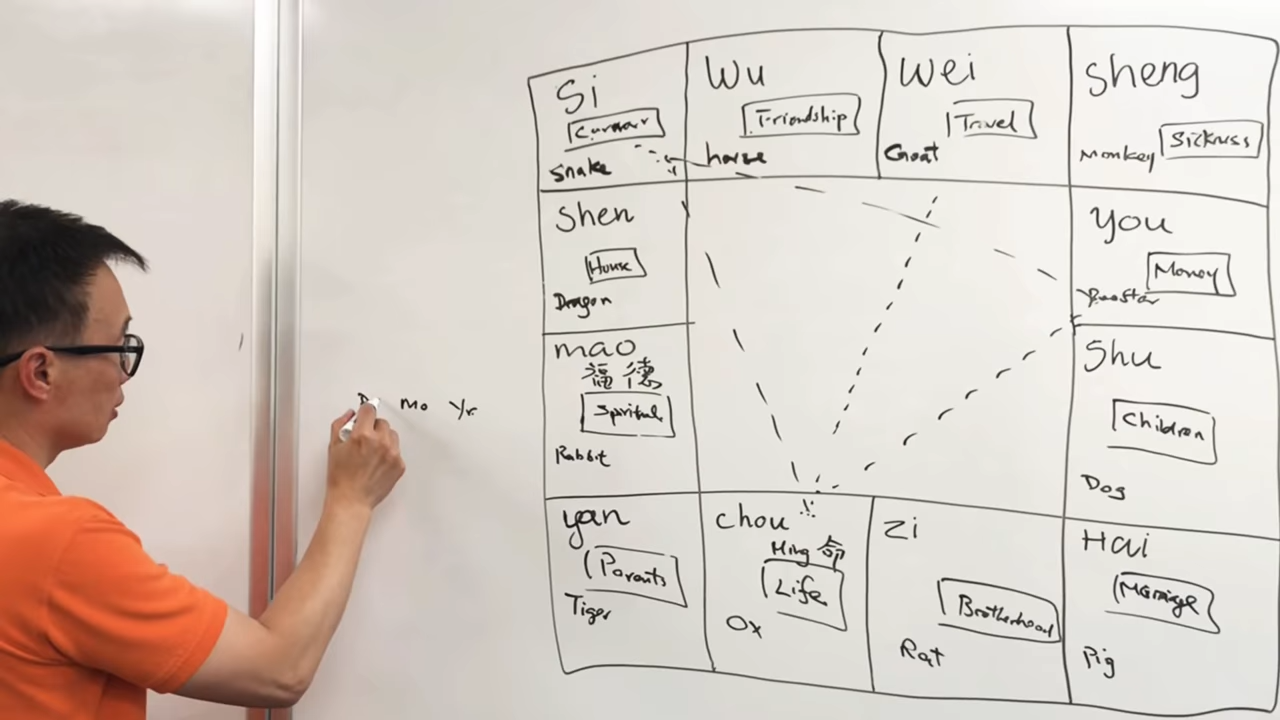 Si
Snake
Wu
Friendship
horse
Wei
Travel
Goat
Sheng
Sickness
Monkey
Shen
House
Dragon
You
Money
Rooster
mao
福德
Spiritual
Rabbit
Shu
Children
Dog
Mo Yr
yan
Parents
Tiger
chou
Ming 命
Life
Ox
Zi
Brotherhood
Rat
Hai
Marriage
Pig